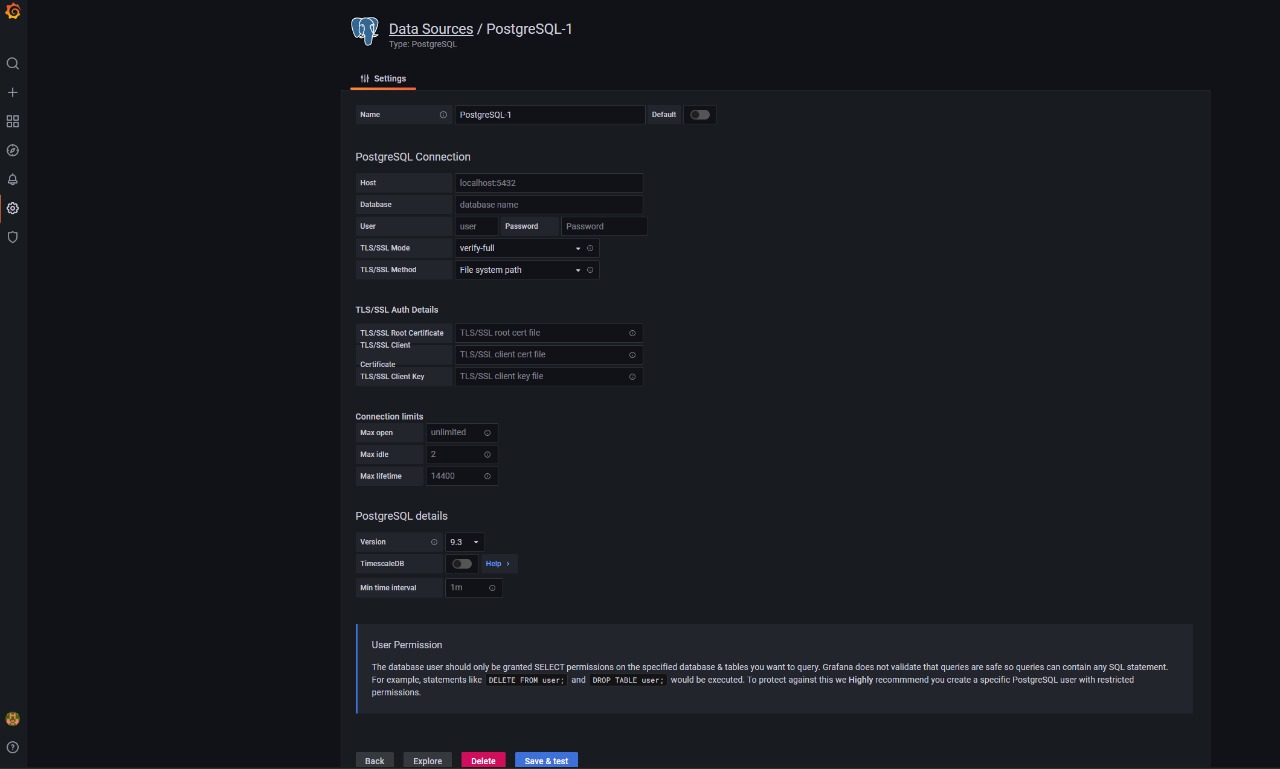 Data Sources / PostgreSQL-1
Type: PostgreSQL
Settings
Name PostgreSQL-1 Default
PostgreSQL Connection
Host localhost:5432
Database database name
User user Password Password
TLS/SSL Mode verify-full
TLS/SSL Method File system path
TLS/SSL Auth Details
TLS/SSL Root Certificate TLS/SSL root cert file
TLS/SSL Client
Certificate TLS/SSL client cert file
TLS/SSL Client Key TLS/SSL client key file
Connection limits
Max open unlimited
Max idle 2
Max lifetime 14400
PostgreSQL details
Version 9.3
TimescaleDB Help >
Min time interval 1m
User Permission
The database user should only be granted SELECT permissions on the specified database & tables you want to query. Grafana does not validate that queries are safe so queries can contain any SQL statement.
For example, statements like DELETE FROM user; and DROP TABLE user; would be executed. To protect against this we Highly recommmend you create a specific PostgreSQL user with restricted
permissions.
Back Explore Delete Save & test